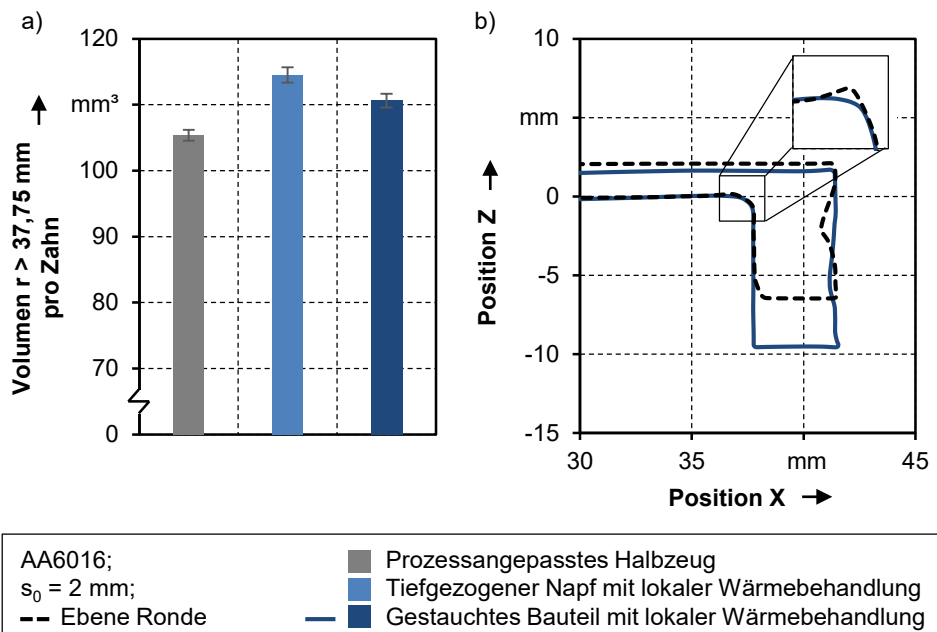 a)
120
mm³
100
90
80
70
0
Volumen r > 37,75 mm
pro Zahn
b)
10
mm
0
-5
-10
-15
Position Z
30
35
mm
45
Position X
AA6016;
s₀ = 2 mm;
Ebene Ronde
Prozessangepasstes Halbzeug
Tiefgezogener Napf mit lokaler Wärmebehandlung
Gestauchtes Bauteil mit lokaler Wärmebehandlung